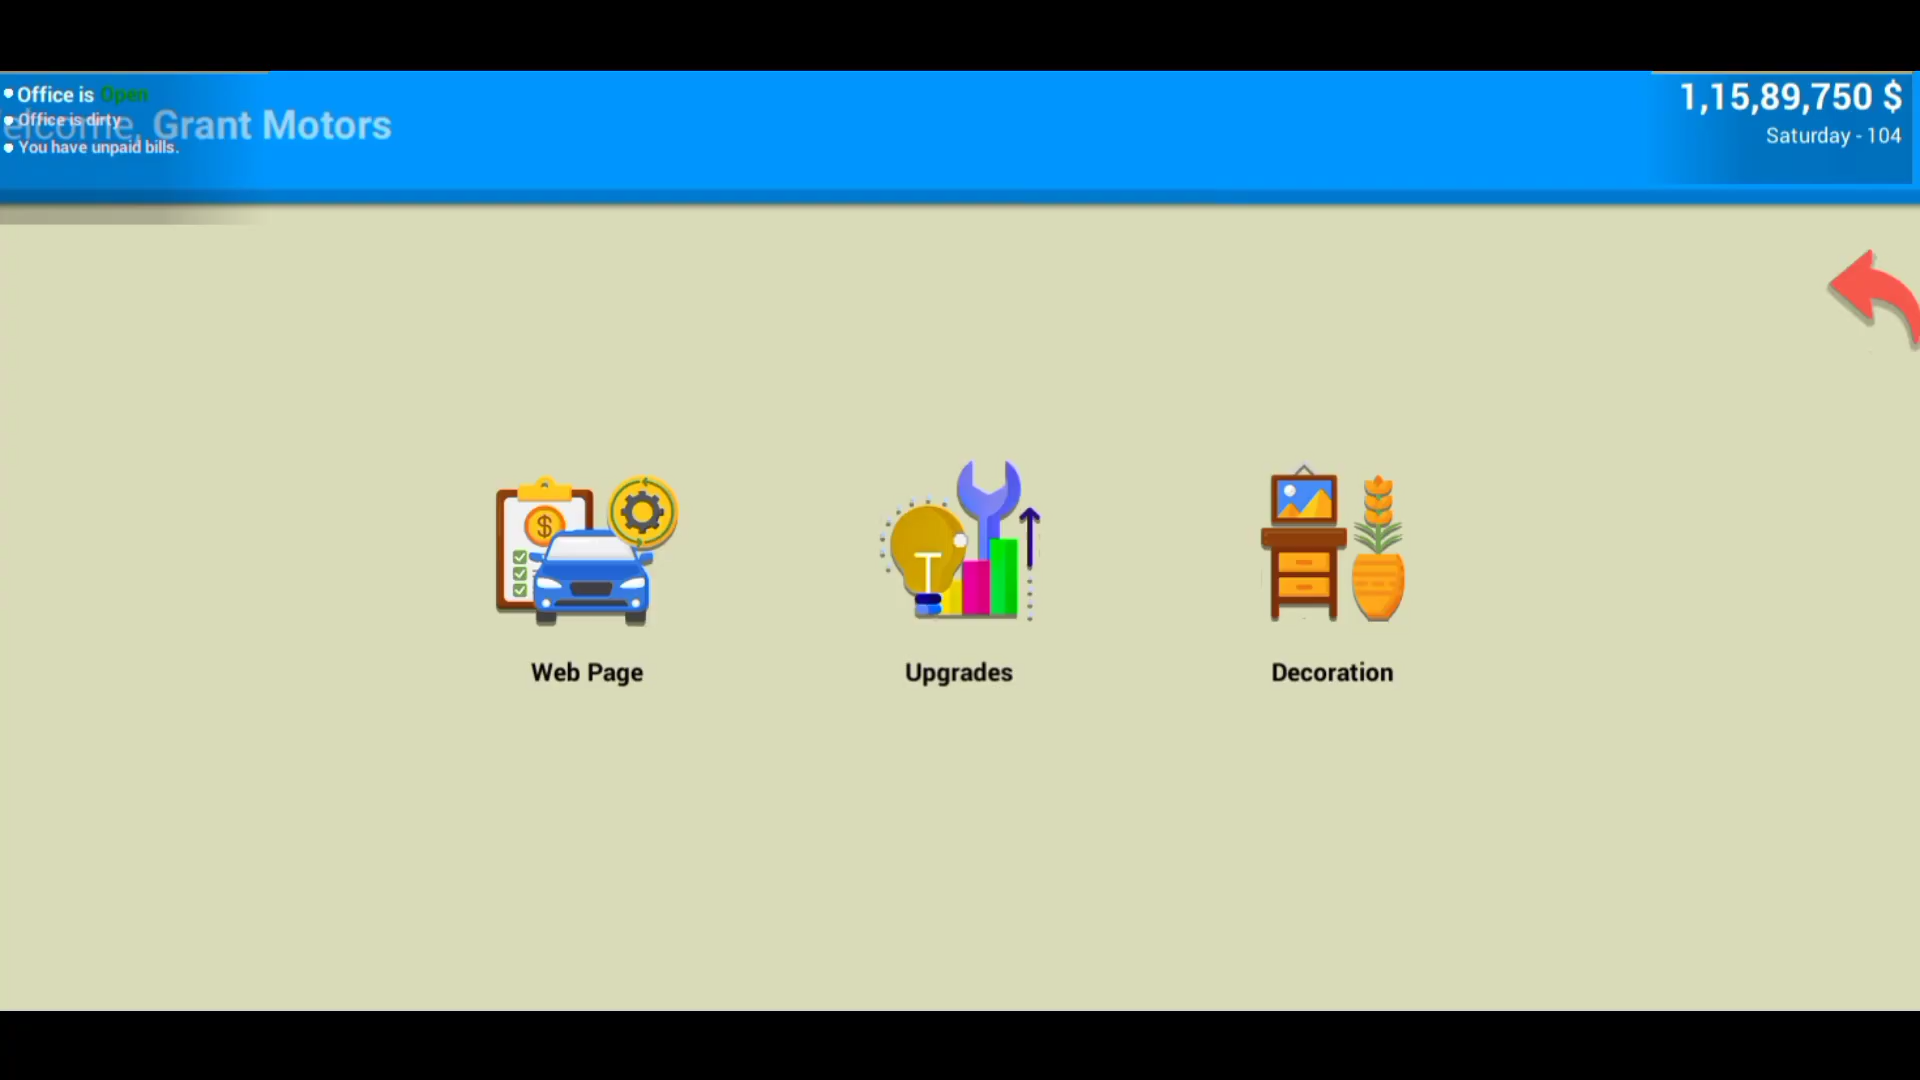 Office is Open
Office is dirty
elcome, Grant Motors
You have unpaid bills.
1,15,89,750 $
Saturday - 104
$
Web Page
Upgrades
Decoration